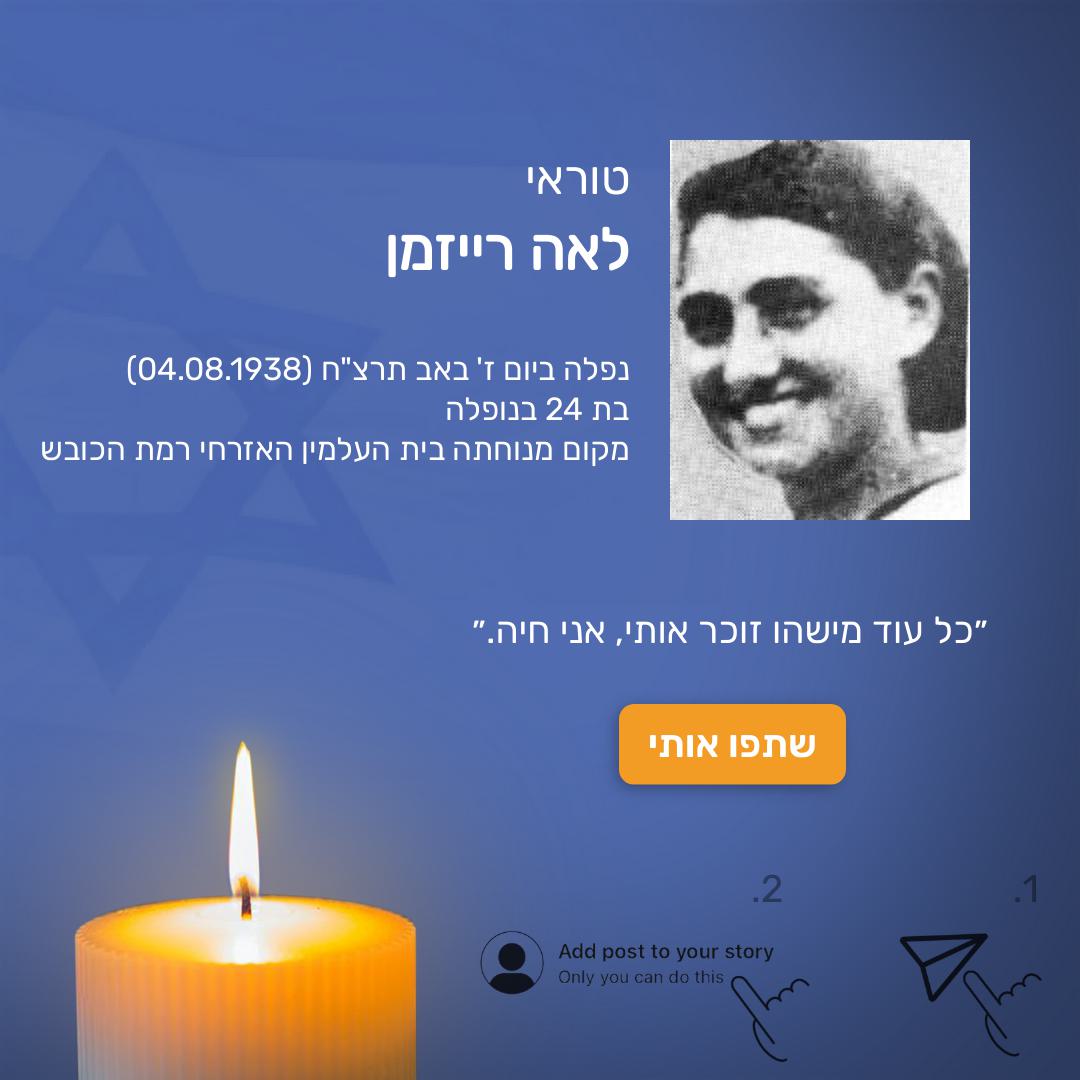 טוראי
לאה רייזמן
נפלה ביום ז' באב תרצ"ח (04.08.1938)
בת 24 בנופלה
מקום מנוחתה בית העלמין האזרחי רמת הכובש
״כל עוד מישהו זוכר אותי, אני חיה.״
שתפו אותי
1.
2.
Add post to your story
Only you can do this